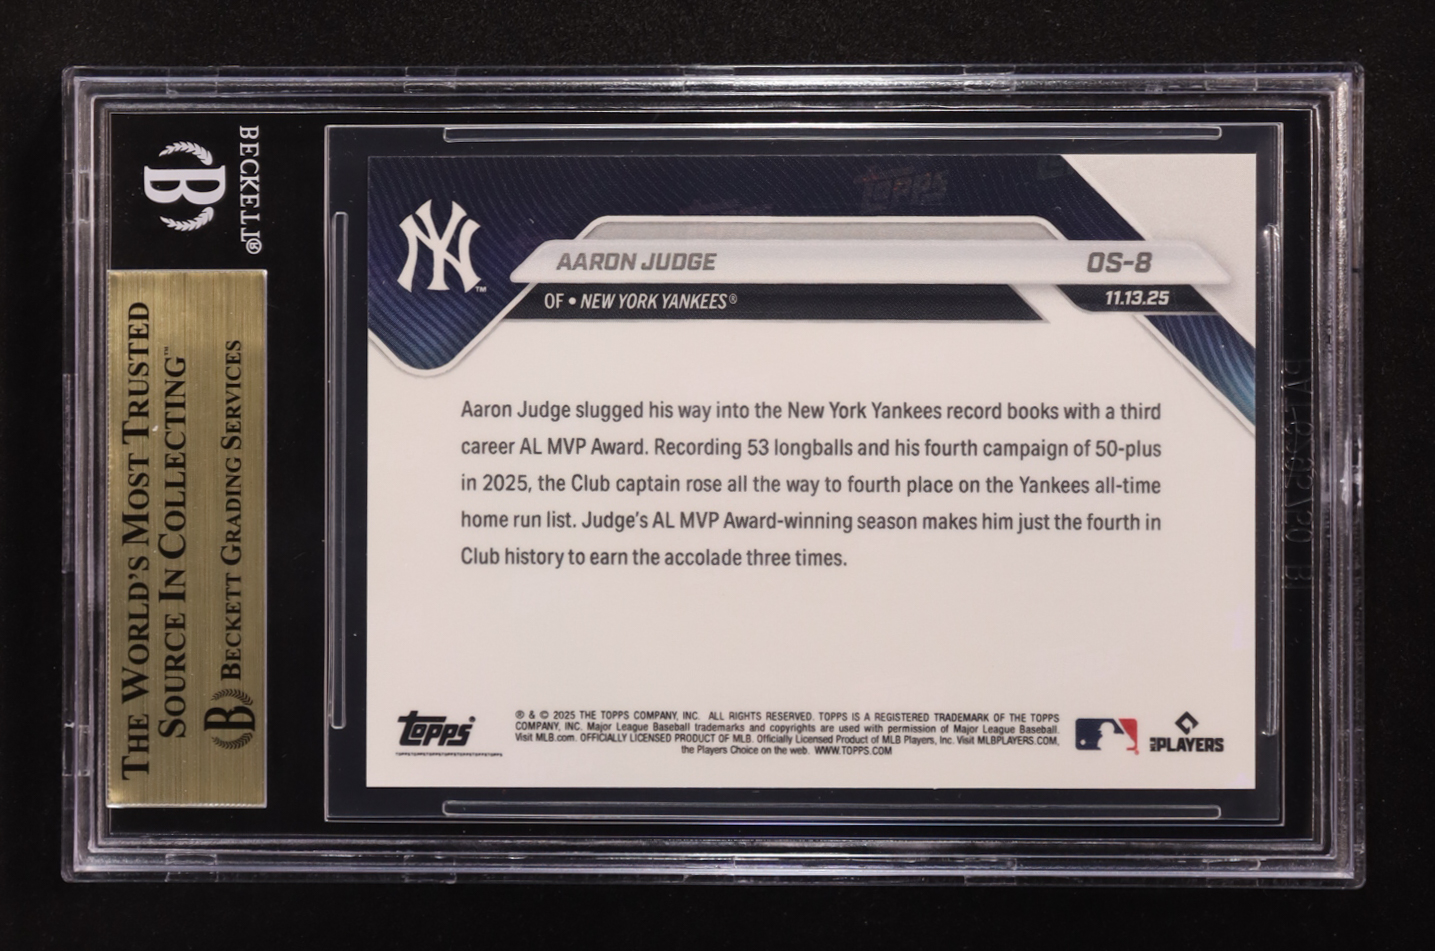 BECKETT®
B
THE WORLD'S MOST TRUSTED
SOURCE IN COLLECTING™
B BECKETT GRADING SERVICES
NY™
AARON JUDGE
OS-8
OF • NEW YORK YANKEES®
11.13.25
Aaron Judge slugged his way into the New York Yankees record books with a third
career AL MVP Award. Recording 53 longballs and his fourth campaign of 50-plus
in 2025, the Club captain rose all the way to fourth place on the Yankees all-time
home run list. Judge's AL MVP Award-winning season makes him just the fourth in
Club history to earn the accolade three times.
topps®
® & © 2025 THE TOPPS COMPANY, INC. ALL RIGHTS RESERVED. TOPPS IS A REGISTERED TRADEMARK OF THE TOPPS
COMPANY, INC. Major League Baseball trademarks and copyrights are used with permission of Major League Baseball.
Visit MLB.com. OFFICIALLY LICENSED PRODUCT OF MLB. Officially Licensed Product of MLB Players, Inc. Visit MLBPLAYERS.COM,
the Players Choice on the web. WWW.TOPPS.COM
MLB PLAYERS